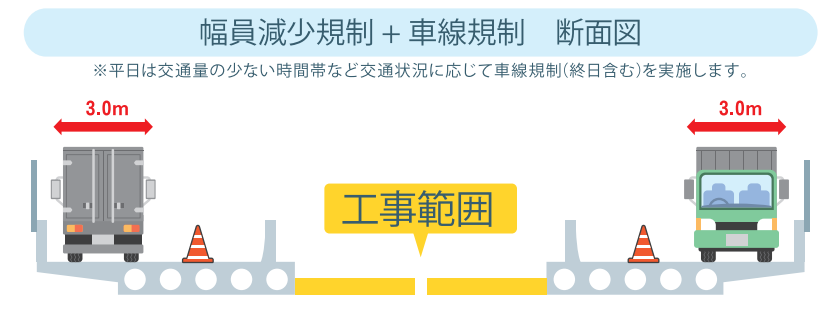 幅員減少規制 + 車線規制　断面図
※平日は交通量の少ない時間帯など交通状況に応じて車線規制(終日含む)を実施します。
3.0m
3.0m
工事範囲